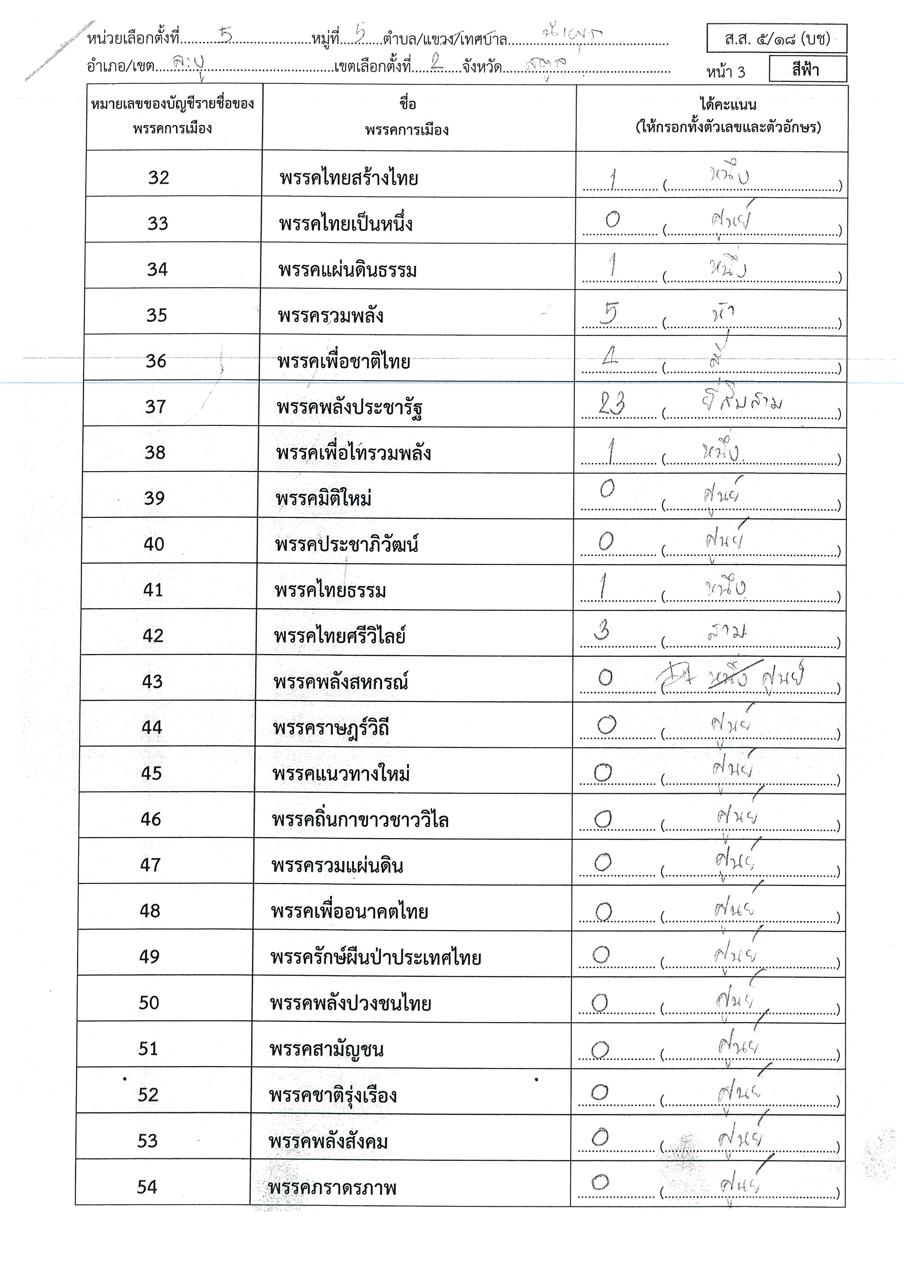 หน่วยเลือกตั้งที่ 5 หมู่ที่ 5 ตำบล/แขวง/เทศบาล น้ำผุด ส.ส. ๕/๑๘ (บช)
อำเภอ/เขต ละงู เขตเลือกตั้งที่ 2 จังหวัด สตูล หน้า 3 สีฟ้า
หมายเลขของบัญชีรายชื่อของ ชื่อ ได้คะแนน
พรรคการเมือง พรรคการเมือง (ให้กรอกทั้งตัวเลขและตัวอักษร)
32 พรรคไทยสร้างไทย 1 (หนึ่ง)
33 พรรคไทยเป็นหนึ่ง 0 (ศูนย์)
34 พรรคแผ่นดินธรรม 1 (หนึ่ง)
35 พรรครวมพลัง 5 (ห้า)
36 พรรคเพื่อชาติไทย 4 (สี่)
37 พรรคพลังประชารัฐ 23 (ยี่สิบสาม)
38 พรรคเพื่อไทรวมพลัง 1 (หนึ่ง)
39 พรรคมิติใหม่ 0 (ศูนย์)
40 พรรคประชาภิวัฒน์ 0 (ศูนย์)
41 พรรคไทยธรรม 1 (หนึ่ง)
42 พรรคไทยศรีวิไลย์ 3 (สาม)
43 พรรคพลังสหกรณ์ 0 (หนึ่ง ศูนย์)
44 พรรคราษฎร์วิถี 0 (ศูนย์)
45 พรรคแนวทางใหม่ 0 (ศูนย์)
46 พรรคถิ่นกาขาวชาววิไล 0 (ศูนย์)
47 พรรครวมแผ่นดิน 0 (ศูนย์)
48 พรรคเพื่ออนาคตไทย 0 (ศูนย์)
49 พรรครักษ์ผืนป่าประเทศไทย 0 (ศูนย์)
50 พรรคพลังปวงชนไทย 0 (ศูนย์)
51 พรรคสามัญชน 0 (ศูนย์)
52 พรรคชาติรุ่งเรือง 0 (ศูนย์)
53 พรรคพลังสังคม 0 (ศูนย์)
54 พรรคภราดรภาพ 0 (ศูนย์)